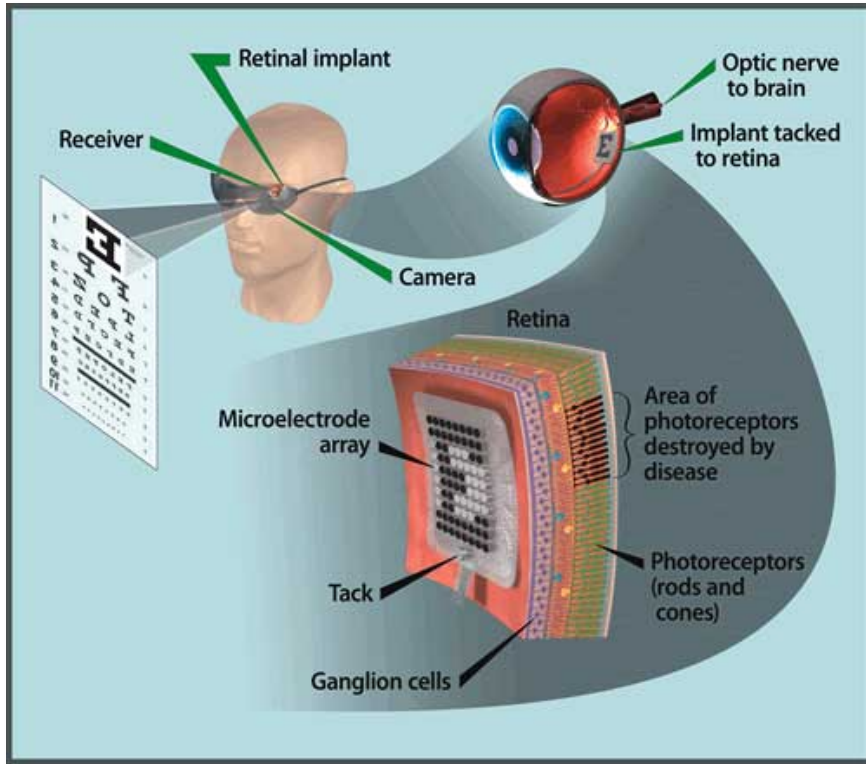 Retinal implant
Receiver
Camera
Optic nerve
to brain
Implant tacked
to retina
E
Retina
Microelectrode
array
Area of
photoreceptors
destroyed by
disease
Tack
Photoreceptors
(rods and
cones)
Ganglion cells